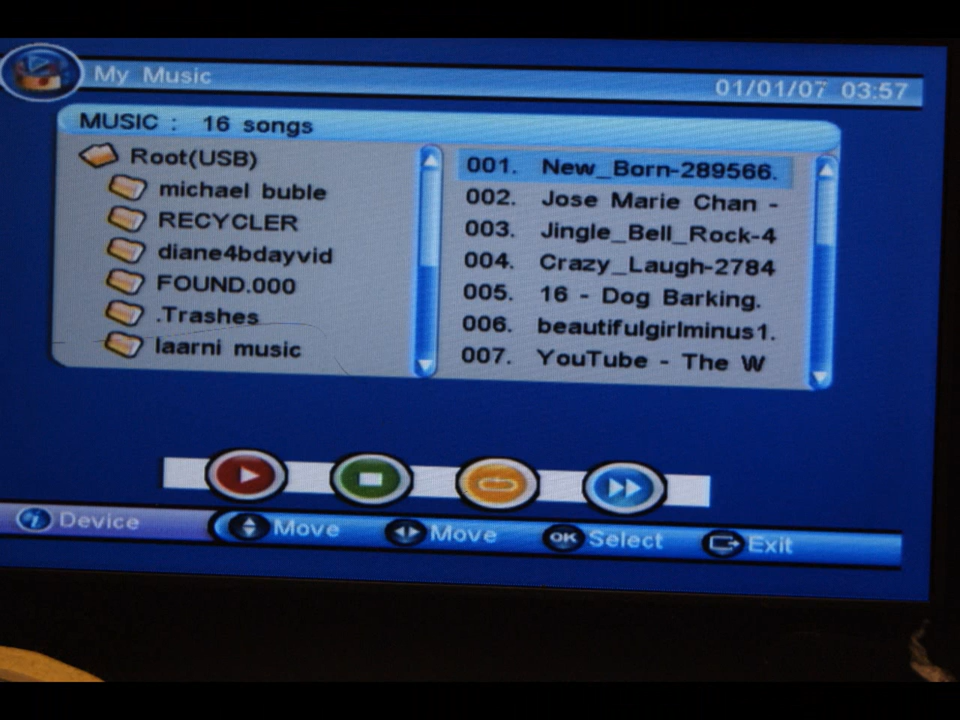 My Music
01/01/07 03:57
MUSIC : 16 songs
Root(USB)
michael buble
RECYCLER
diane4bdayvid
FOUND.000
.Trashes
laarni music
001. New_Born-289566.
002. Jose Marie Chan -
003. Jingle_Bell_Rock-4
004. Crazy_Laugh-2784
005. 16 - Dog Barking.
006. beautifulgirlminus1.
007. YouTube - The W
Device
Move
Move
OK Select
Exit